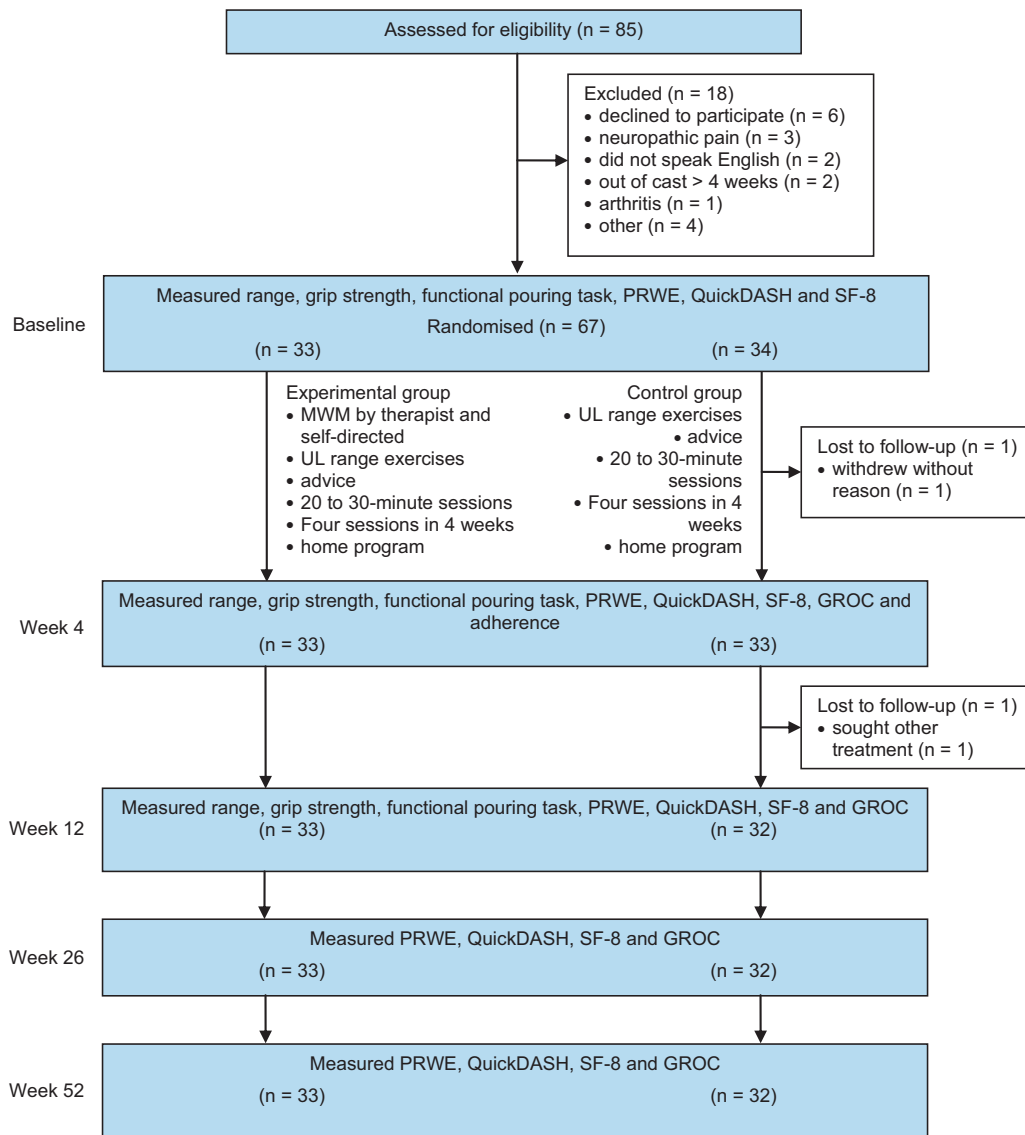 Assessed for eligibility (n = 85)
Excluded (n = 18)
• declined to participate (n = 6)
• neuropathic pain (n = 3)
• did not speak English (n = 2)
• out of cast > 4 weeks (n = 2)
• arthritis (n = 1)
• other (n = 4)
Baseline
Measured range, grip strength, functional pouring task, PRWE, QuickDASH and SF-8
Randomised (n = 67)
(n = 33)
(n = 34)
Experimental group
• MWM by therapist and
self-directed
• UL range exercises
• advice
• 20 to 30-minute sessions
• Four sessions in 4 weeks
• home program
Control group
• UL range exercises
• advice
• 20 to 30-minute
sessions
• Four sessions in 4
weeks
• home program
Lost to follow-up (n = 1)
• withdrew without
reason (n = 1)
Week 4
Measured range, grip strength, functional pouring task, PRWE, QuickDASH, SF-8, GROC and
adherence
(n = 33)
(n = 33)
Lost to follow-up (n = 1)
• sought other
treatment (n = 1)
Week 12
Measured range, grip strength, functional pouring task, PRWE, QuickDASH, SF-8 and GROC
(n = 33)
(n = 32)
Week 26
Measured PRWE, QuickDASH, SF-8 and GROC
(n = 33)
(n = 32)
Week 52
Measured PRWE, QuickDASH, SF-8 and GROC
(n = 33)
(n = 32)